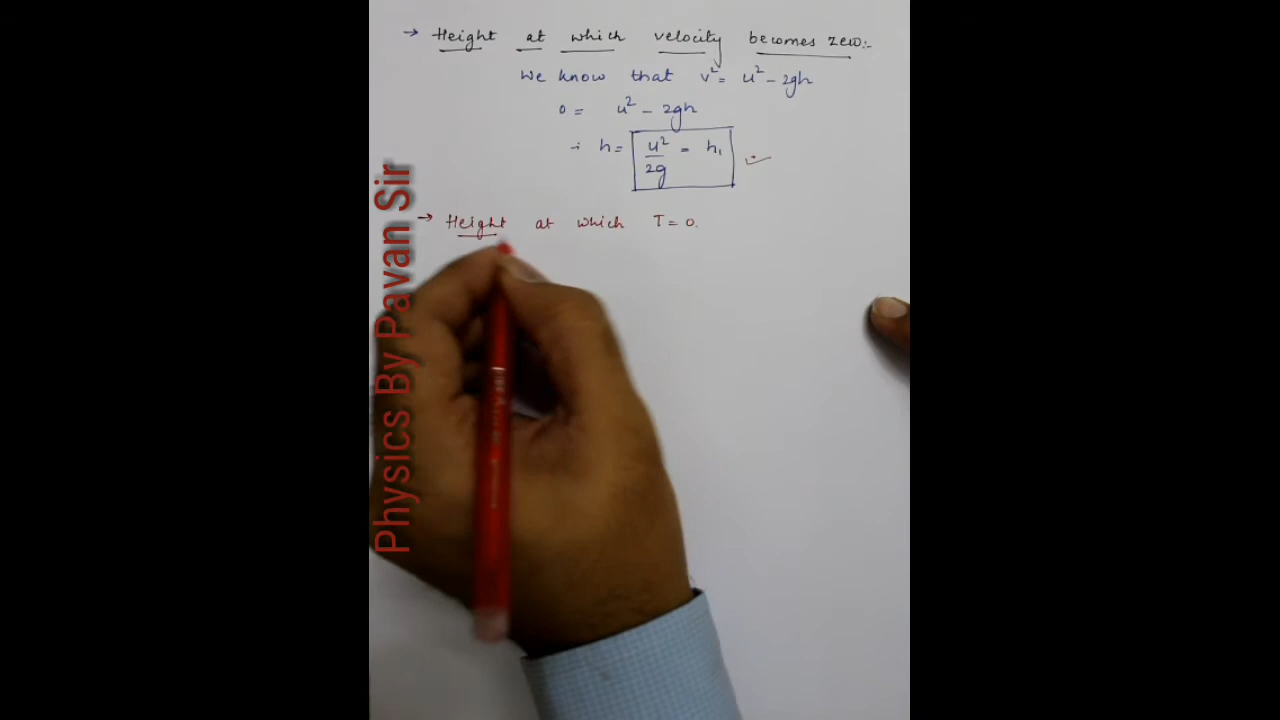 → Height at which velocity becomes zero:-
We know that v² = u² - 2gh
0 = u² - 2gh
∴ h = u²/2g = h₁
→ Height at which T = 0.
Physics By Pavan Sir